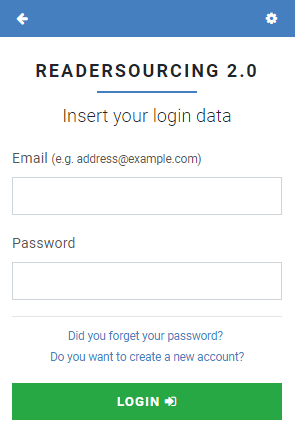 READERSOURCING 2.0
Insert your login data
Email (e.g. address@example.com)
Password
Did you forget your password?
Do you want to create a new account?
LOGIN